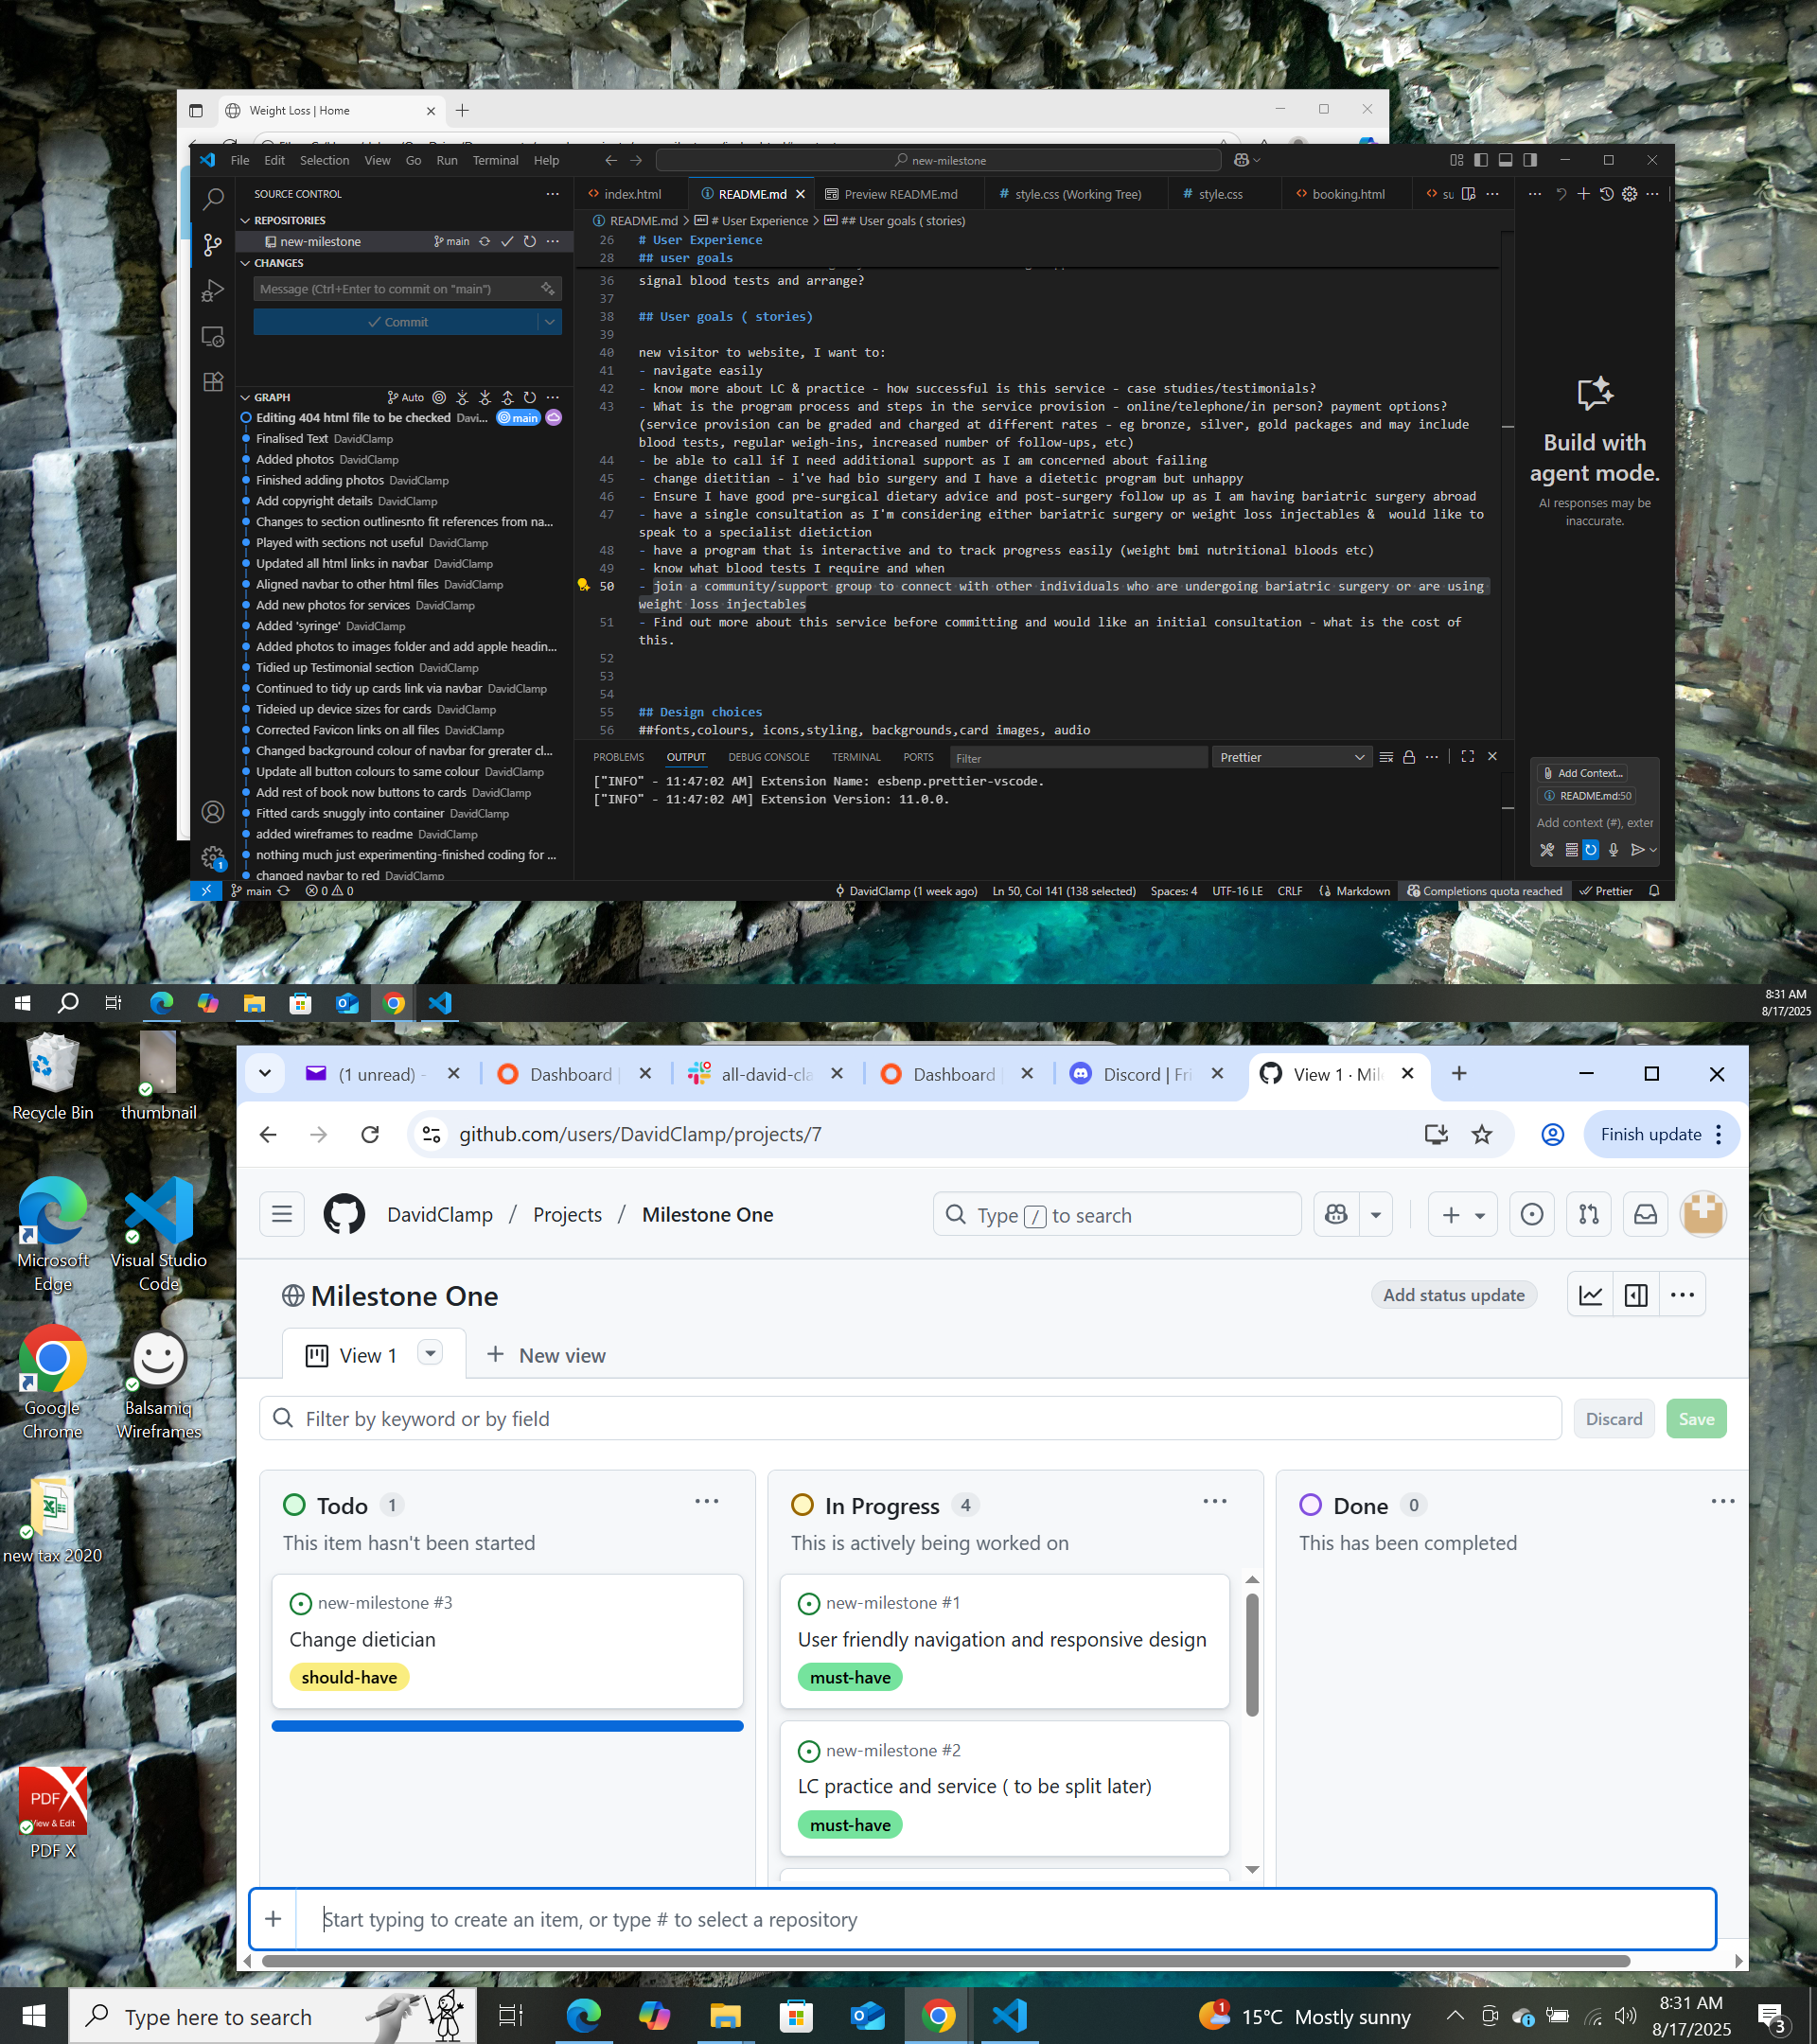 Weight Loss | Home
File Edit Selection View Go Run Terminal Help
new-milestone
SOURCE CONTROL
REPOSITORIES
new-milestone main
CHANGES
Message (Ctrl+Enter to commit on "main")
Commit
GRAPH Auto
Editing 404 html file to be checked Davi... main
Finalised Text DavidClamp
Added photos DavidClamp
Finished adding photos DavidClamp
Add copyright details DavidClamp
Changes to section outlinesnto fit references from na...
Played with sections not useful DavidClamp
Updated all html links in navbar DavidClamp
Aligned navbar to other html files DavidClamp
Add new photos for services DavidClamp
Added 'syringe' DavidClamp
Added photos to images folder and add apple headin...
Tidied up Testimonial section DavidClamp
Continued to tidy up cards link via navbar DavidClamp
Tideied up device sizes for cards DavidClamp
Corrected Favicon links on all files DavidClamp
Changed background colour of navbar for grerater cl...
Update all button colours to same colour DavidClamp
Add rest of book now buttons to cards DavidClamp
Fitted cards snuggly into container DavidClamp
added wireframes to readme DavidClamp
nothing much just experimenting-finished coding for ...
changed navbar to red DavidClamp
1
index.html README.md Preview README.md style.css (Working Tree) style.css booking.html su
README.md > # User Experience > ## User goals ( stories)
26 # User Experience
28 ## user goals
36 signal blood tests and arrange?
37
38 ## User goals ( stories)
39
40 new visitor to website, I want to:
41 - navigate easily
42 - know more about LC & practice - how successful is this service - case studies/testimonials?
43 - What is the program process and steps in the service provision - online/telephone/in person? payment options?
(service provision can be graded and charged at different rates - eg bronze, silver, gold packages and may include
blood tests, regular weigh-ins, increased number of follow-ups, etc)
44 - be able to call if I need additional support as I am concerned about failing
45 - change dietitian - i've had bio surgery and I have a dietetic program but unhappy
46 - Ensure I have good pre-surgical dietary advice and post-surgery follow up as I am having bariatric surgery abroad
47 - have a single consultation as I'm considering either bariatric surgery or weight loss injectables & would like to
speak to a specialist dietiction
48 - have a program that is interactive and to track progress easily (weight bmi nutritional bloods etc)
49 - know what blood tests I require and when
50 - join a community/support group to connect with other individuals who are undergoing bariatric surgery or are using
weight loss injectables
51 - Find out more about this service before committing and would like an initial consultation - what is the cost of
this.
52
53
54
55 ## Design choices
56 ##fonts,colours, icons,styling, backgrounds,card images, audio
PROBLEMS OUTPUT DEBUG CONSOLE TERMINAL PORTS Filter Prettier
["INFO" - 11:47:02 AM] Extension Name: esbenp.prettier-vscode.
["INFO" - 11:47:02 AM] Extension Version: 11.0.0.
Build with
agent mode.
AI responses may be
inaccurate.
Add Context...
README.md:50
Add context (#), exter
main 0 0 DavidClamp (1 week ago) Ln 50, Col 141 (138 selected) Spaces: 4 UTF-16 LE CRLF Markdown Completions quota reached Prettier
8:31 AM
8/17/2025
Recycle Bin
thumbnail
Microsoft
Edge
Visual Studio
Code
Google
Chrome
Balsamiq
Wireframes
new tax 2020
PDF
View & Edit
PDF X
(1 unread) - Dashboard all-david-cla Dashboard Discord | Fri View 1 · Mil
github.com/users/DavidClamp/projects/7
Finish update
DavidClamp / Projects / Milestone One
Type / to search
Milestone One
Add status update
View 1
New view
Filter by keyword or by field
Discard Save
Todo 1
This item hasn't been started
new-milestone #3
Change dietician
should-have
In Progress 4
This is actively being worked on
new-milestone #1
User friendly navigation and responsive design
must-have
new-milestone #2
LC practice and service ( to be split later)
must-have
Done 0
This has been completed
Start typing to create an item, or type # to select a repository
Type here to search
1
15°C Mostly sunny
8:31 AM
8/17/2025
3